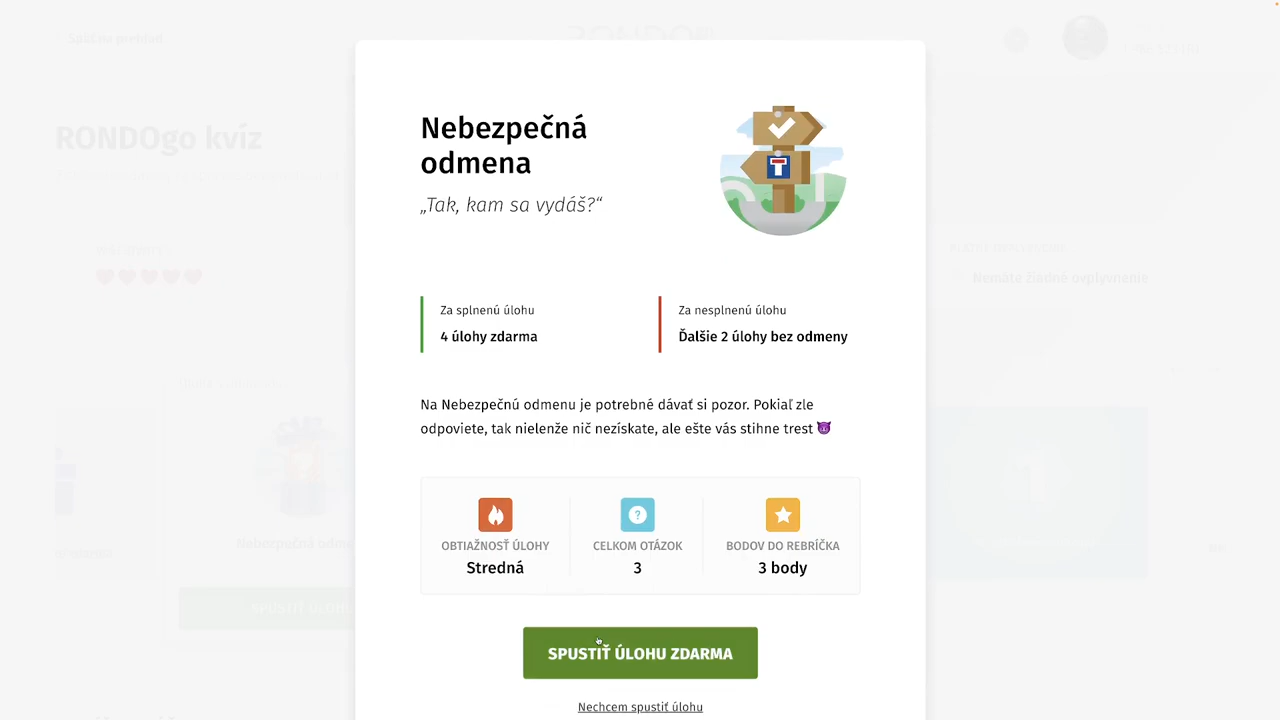 RONDOgo kvíz
Nebezpečná
odmena
„Tak, kam sa vydáš?“
Nemáte žiadne ovplyvnenie
Za splnenú úlohu
4 úlohy zdarma
Za nesplnenú úlohu
Ďalšie 2 úlohy bez odmeny
Na Nebezpečnú odmenu je potrebné dávať si pozor. Pokiaľ zle
odpoviete, tak nielenže nič nezískate, ale ešte vás stihne trest 😈
OBTIAŽNOSŤ ÚLOHY
Stredná
CELKOM OTÁZOK
3
BODOV DO REBRÍČKA
3 body
SPUSTIŤ ÚLOHU ZDARMA
Nechcem spustiť úlohu